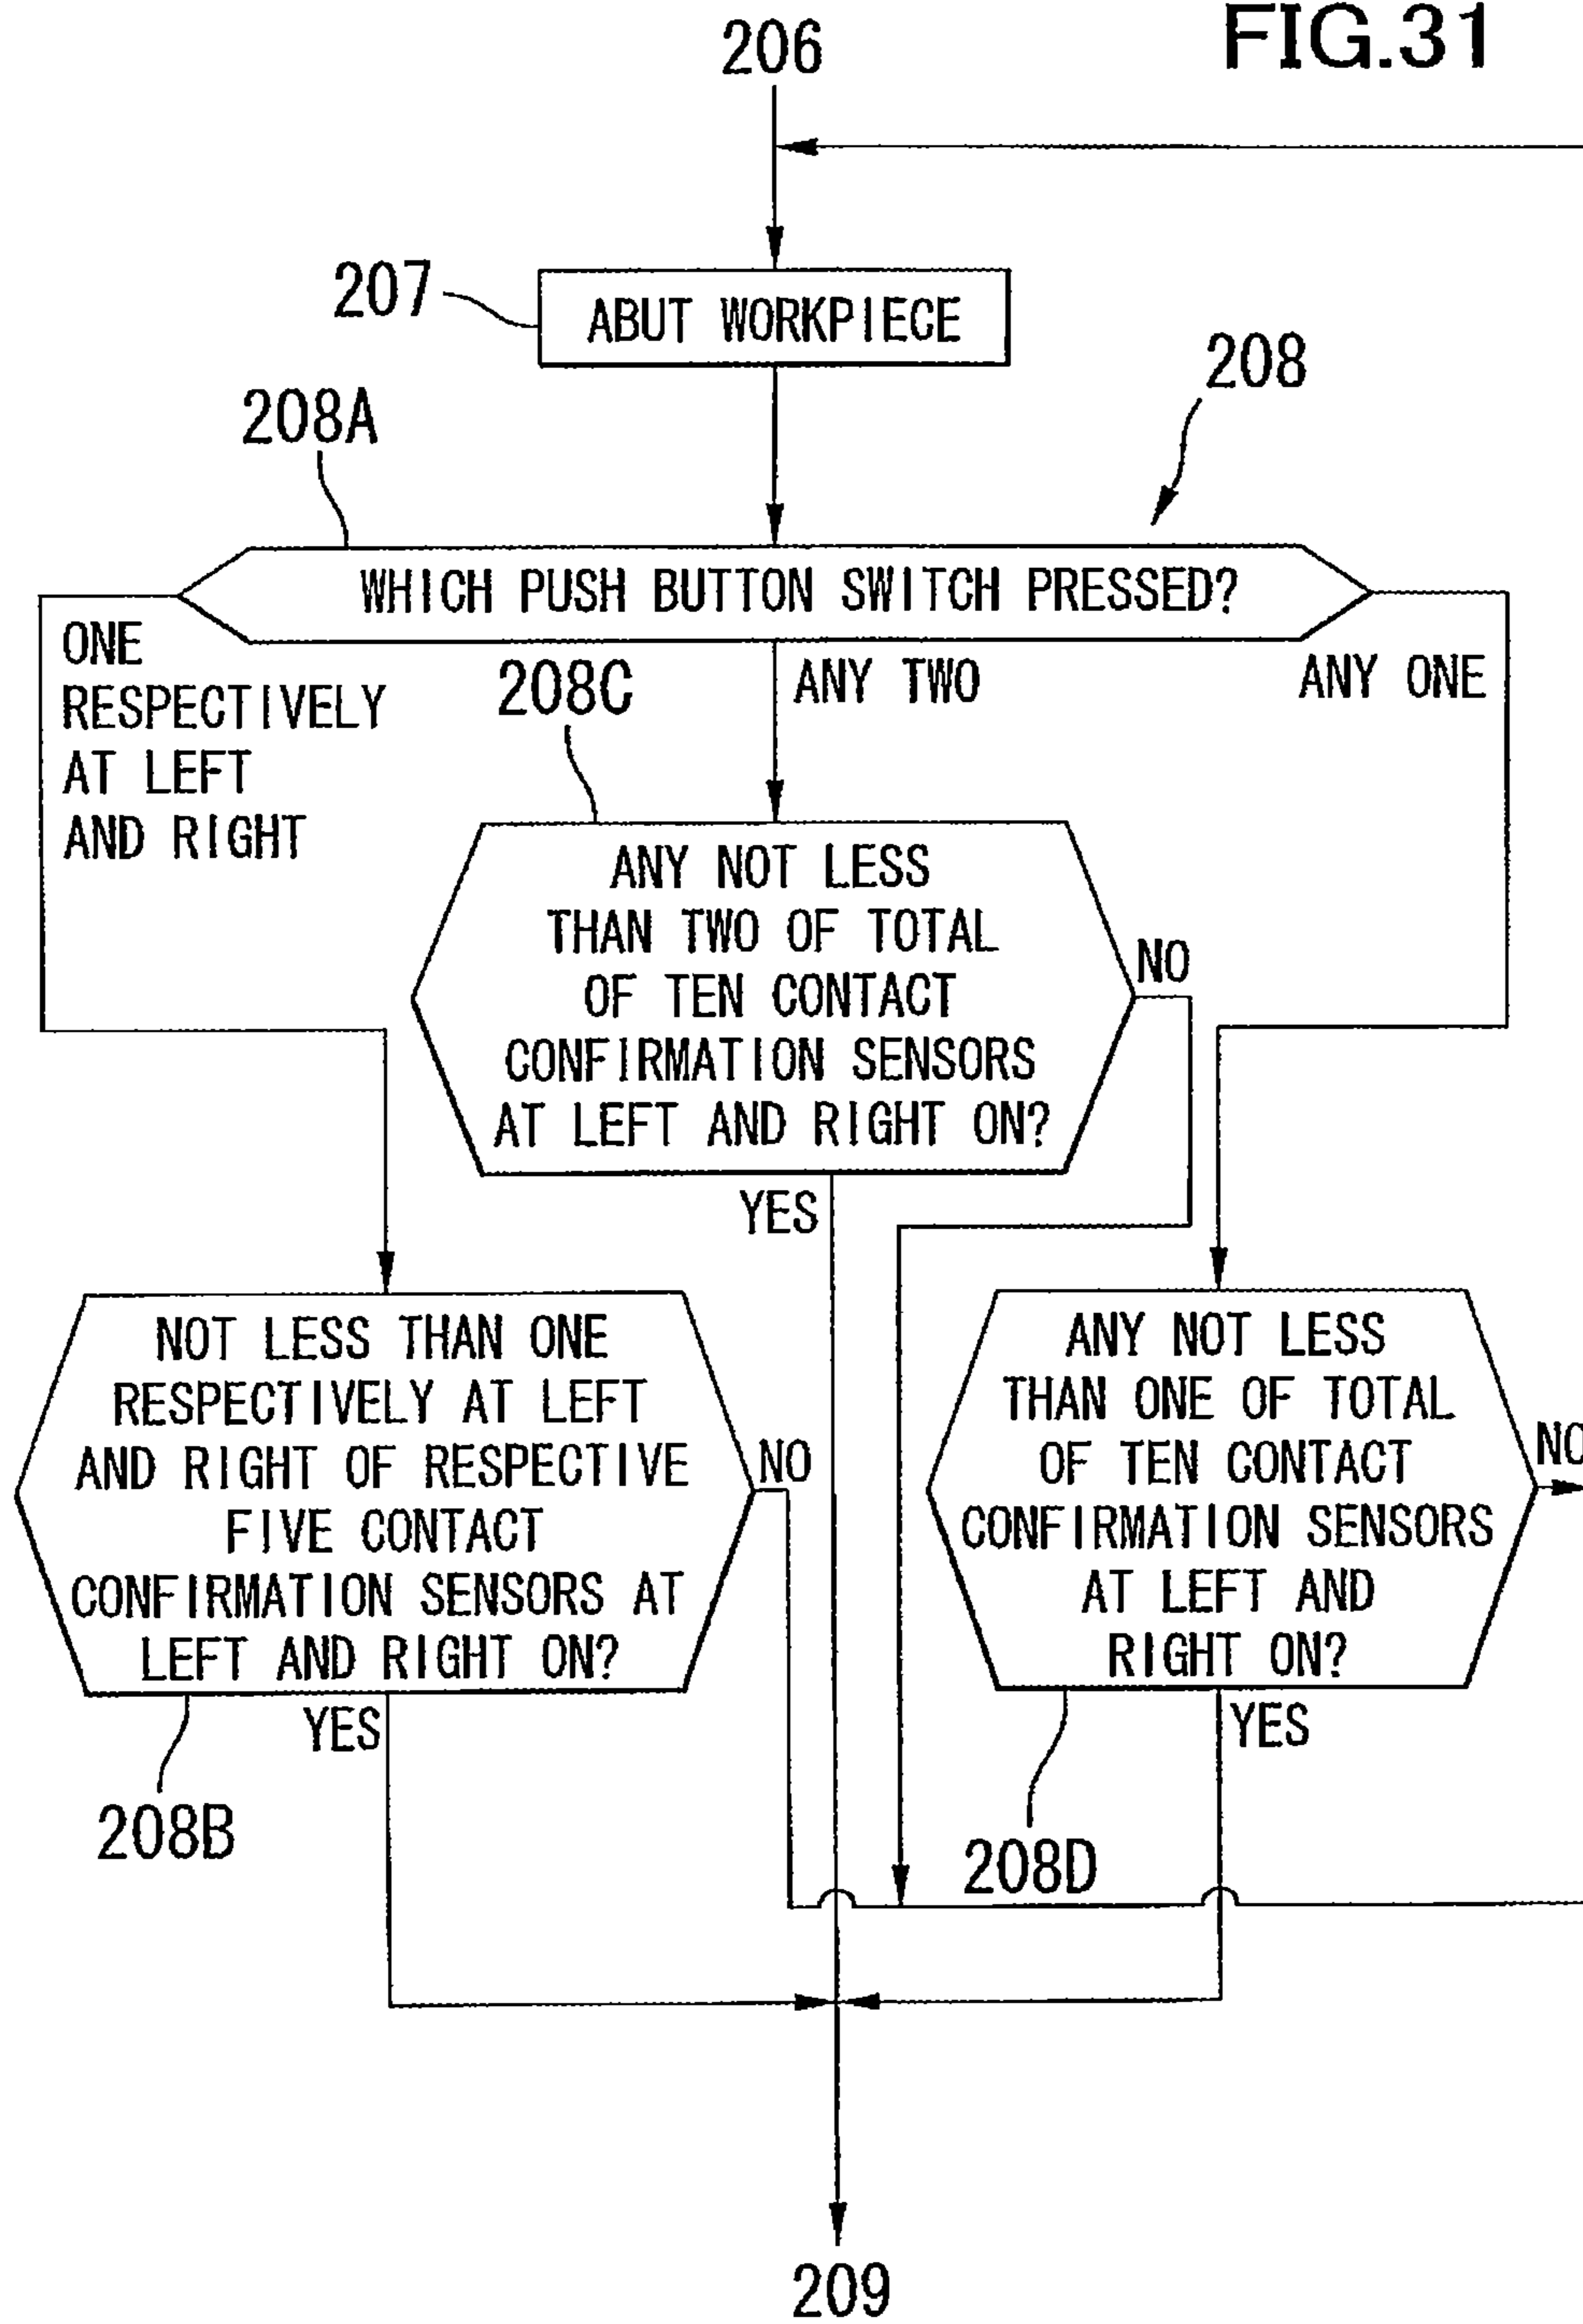 FIG.31
206
207
ABUT WORKPIECE
208
208A
WHICH PUSH BUTTON SWITCH PRESSED?
ONE
RESPECTIVELY
AT LEFT
AND RIGHT
208C
ANY TWO
ANY ONE
ANY NOT LESS
THAN TWO OF TOTAL
OF TEN CONTACT
CONFIRMATION SENSORS
AT LEFT AND RIGHT ON?
NO
YES
NOT LESS THAN ONE
RESPECTIVELY AT LEFT
AND RIGHT OF RESPECTIVE
FIVE CONTACT
CONFIRMATION SENSORS AT
LEFT AND RIGHT ON?
NO
YES
208B
ANY NOT LESS
THAN ONE OF TOTAL
OF TEN CONTACT
CONFIRMATION SENSORS
AT LEFT AND
RIGHT ON?
NO
YES
208D
209